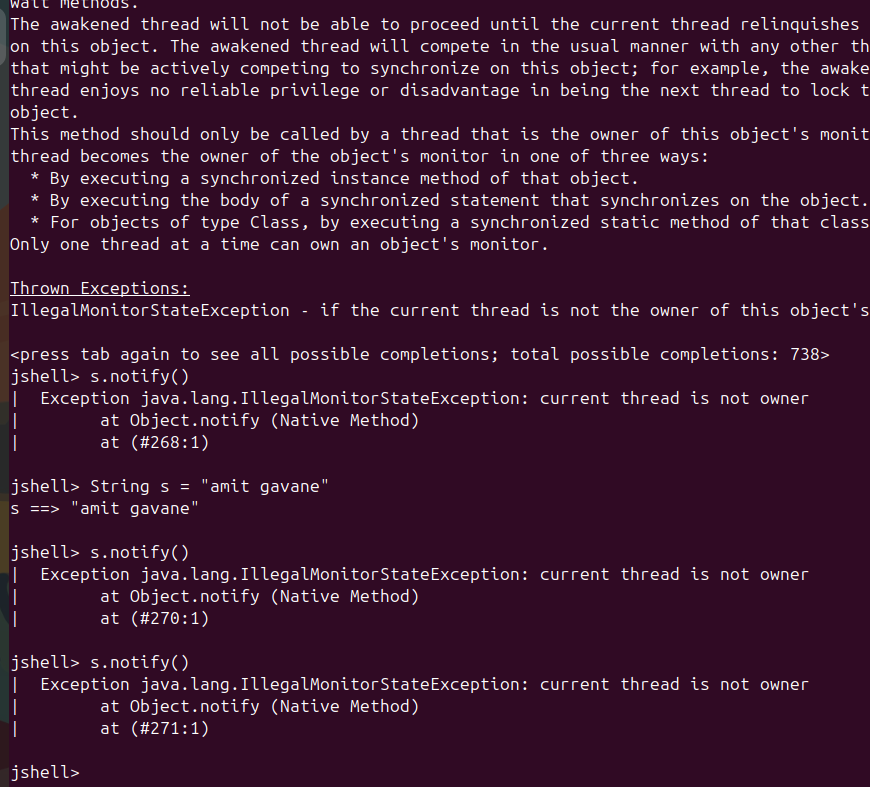 wait methods.
The awakened thread will not be able to proceed until the current thread relinquishes
on this object. The awakened thread will compete in the usual manner with any other th
that might be actively competing to synchronize on this object; for example, the awake
thread enjoys no reliable privilege or disadvantage in being the next thread to lock t
object.
This method should only be called by a thread that is the owner of this object's monit
thread becomes the owner of the object's monitor in one of three ways:
  * By executing a synchronized instance method of that object.
  * By executing the body of a synchronized statement that synchronizes on the object.
  * For objects of type Class, by executing a synchronized static method of that class
Only one thread at a time can own an object's monitor.

Thrown Exceptions:
IllegalMonitorStateException - if the current thread is not the owner of this object's

<press tab again to see all possible completions; total possible completions: 738>
jshell> s.notify()
|  Exception java.lang.IllegalMonitorStateException: current thread is not owner
|        at Object.notify (Native Method)
|        at (#268:1)

jshell> String s = "amit gavane"
s ==> "amit gavane"

jshell> s.notify()
|  Exception java.lang.IllegalMonitorStateException: current thread is not owner
|        at Object.notify (Native Method)
|        at (#270:1)

jshell> s.notify()
|  Exception java.lang.IllegalMonitorStateException: current thread is not owner
|        at Object.notify (Native Method)
|        at (#271:1)

jshell>